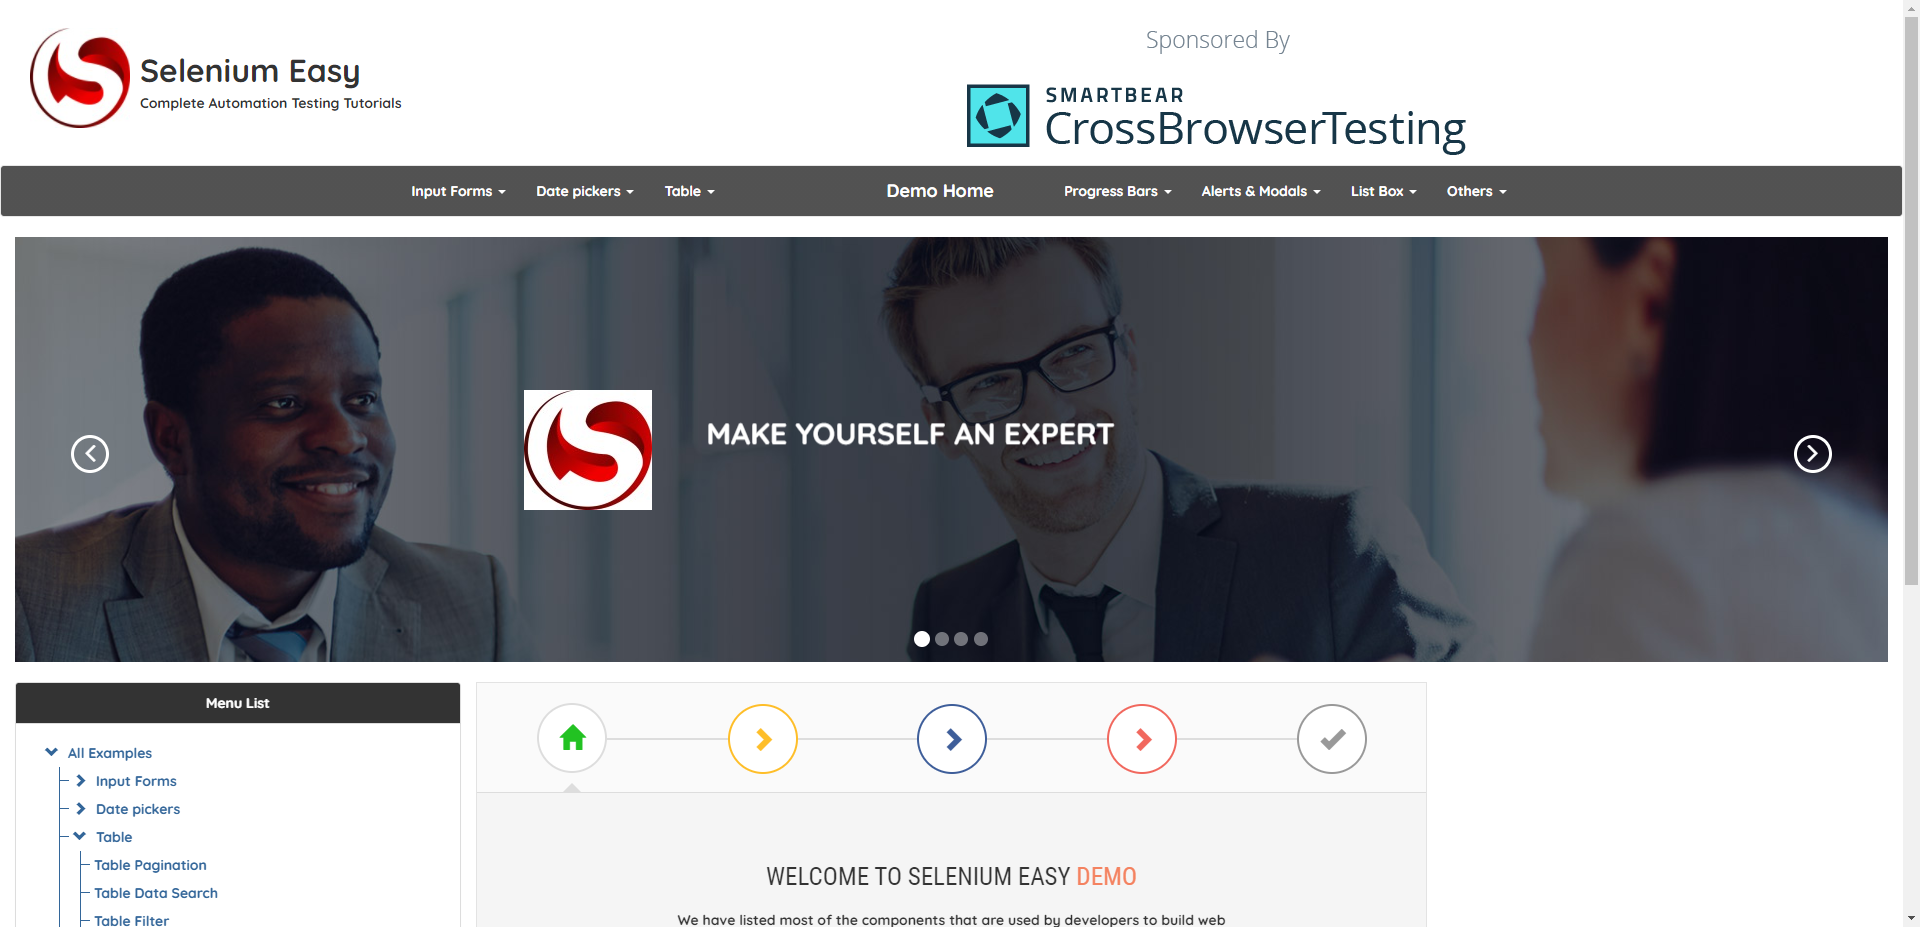 Selenium Easy
Complete Automation Testing Tutorials
Sponsored By
SMARTBEAR
CrossBrowserTesting
Input Forms
Date pickers
Table
Demo Home
Progress Bars
Alerts & Modals
List Box
Others
MAKE YOURSELF AN EXPERT
Menu List
All Examples
Input Forms
Date pickers
Table
Table Pagination
Table Data Search
Table Filter
WELCOME TO SELENIUM EASY DEMO
We have listed most of the components that are used by developers to build web